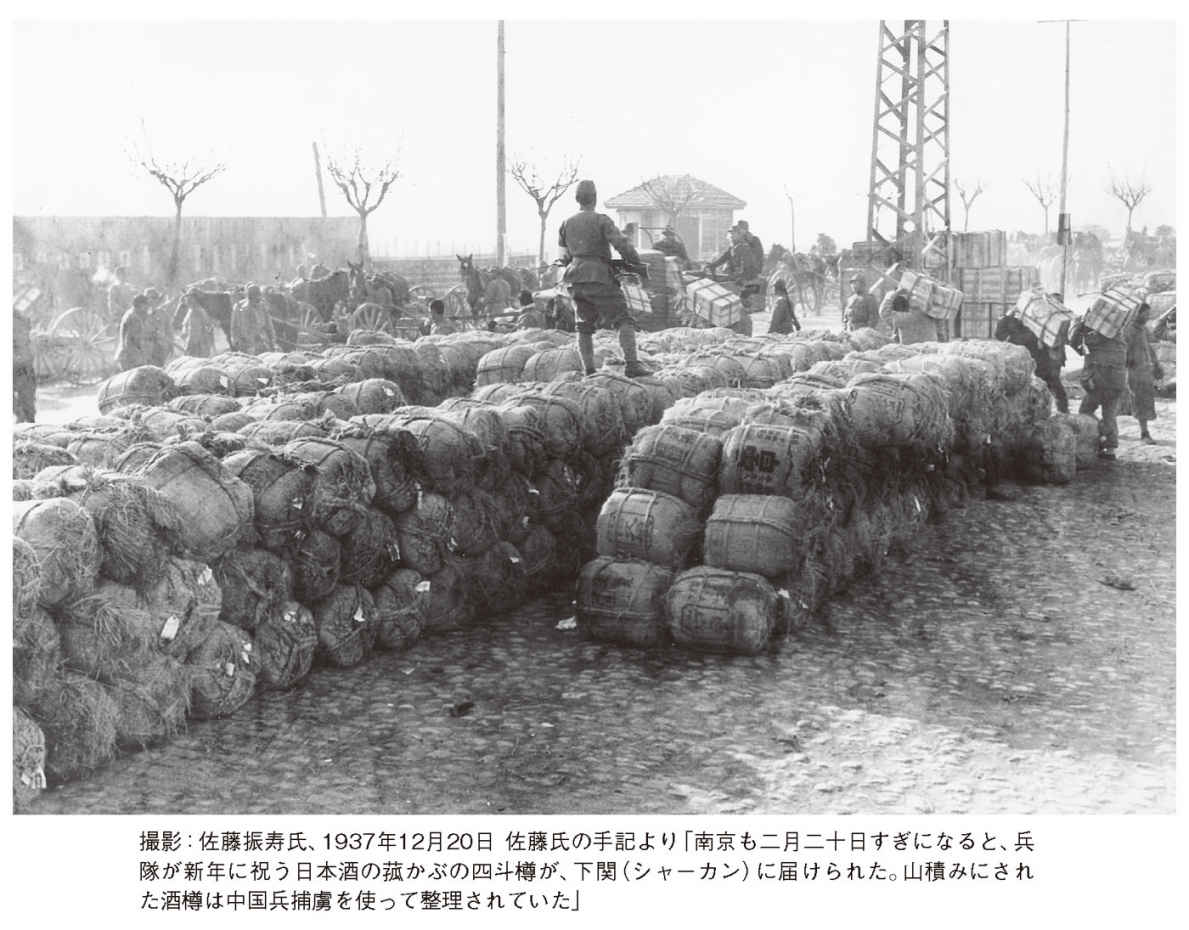 撮影：佐藤振寿氏、1937年12月20日 佐藤氏の手記より「南京も二月二十日すぎになると、兵
隊が新年に祝う日本酒の菰かぶの四斗樽が、下関（シャーカン）に届けられた。山積みにされ
た酒樽は中国兵捕虜を使って整理されていた」